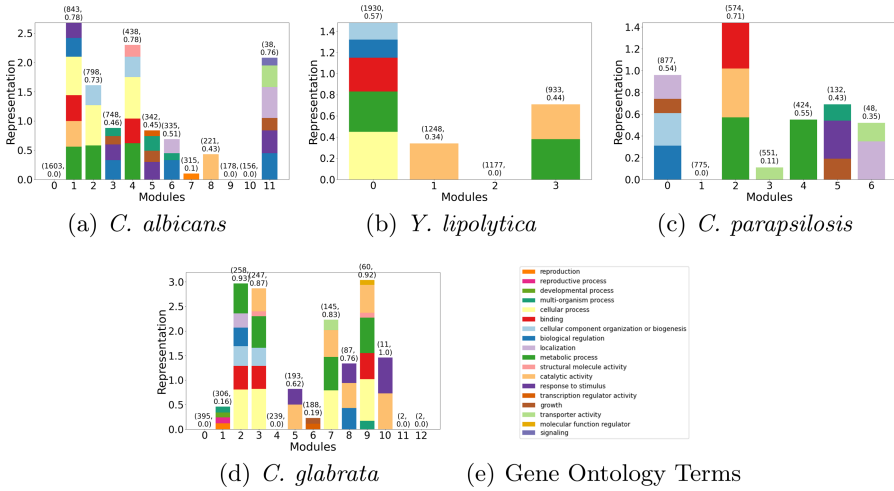 (843,
0.78)
(798,
0.73)
(748,
0.46)
(438,
0.78)
(342,
0.45)
(335,
0.51)
(315,
0.1)
(221,
0.43)
(38,
0.76)
(1603,
0.0)
(178,
0.0)
(156,
0.0)
Representation
2.5
2.0
1.5
1.0
0.5
0.0
0 1 2 3 4 5 6 7 8 9 10 11
Modules
(a) C. albicans
(1930,
0.57)
(1248,
0.34)
(1177,
0.0)
(933,
0.44)
Representation
1.4
1.2
1.0
0.8
0.6
0.4
0.2
0.0
0 1 2 3
Modules
(b) Y. lipolytica
(877,
0.54)
(775,
0.0)
(574,
0.71)
(551,
0.11)
(424,
0.55)
(132,
0.43)
(48,
0.35)
Representation
1.4
1.2
1.0
0.8
0.6
0.4
0.2
0.0
0 1 2 3 4 5 6
Modules
(c) C. parapsilosis
(395,
0.0)
(306,
0.16)
(258,
0.93)
(247,
0.87)
(239,
0.0)
(193,
0.62)
(188,
0.19)
(145,
0.83)
(87,
0.76)
(60,
0.92)
(11,
1.0)
(2,
0.0)
(2,
0.0)
Representation
3.0
2.5
2.0
1.5
1.0
0.5
0.0
0 1 2 3 4 5 6 7 8 9 10 11 12
Modules
(d) C. glabrata
reproduction
reproductive process
developmental process
multi-organism process
cellular process
binding
cellular component organization or biogenesis
biological regulation
localization
metabolic process
structural molecule activity
catalytic activity
response to stimulus
transcription regulator activity
growth
transporter activity
molecular function regulator
signaling
(e) Gene Ontology Terms